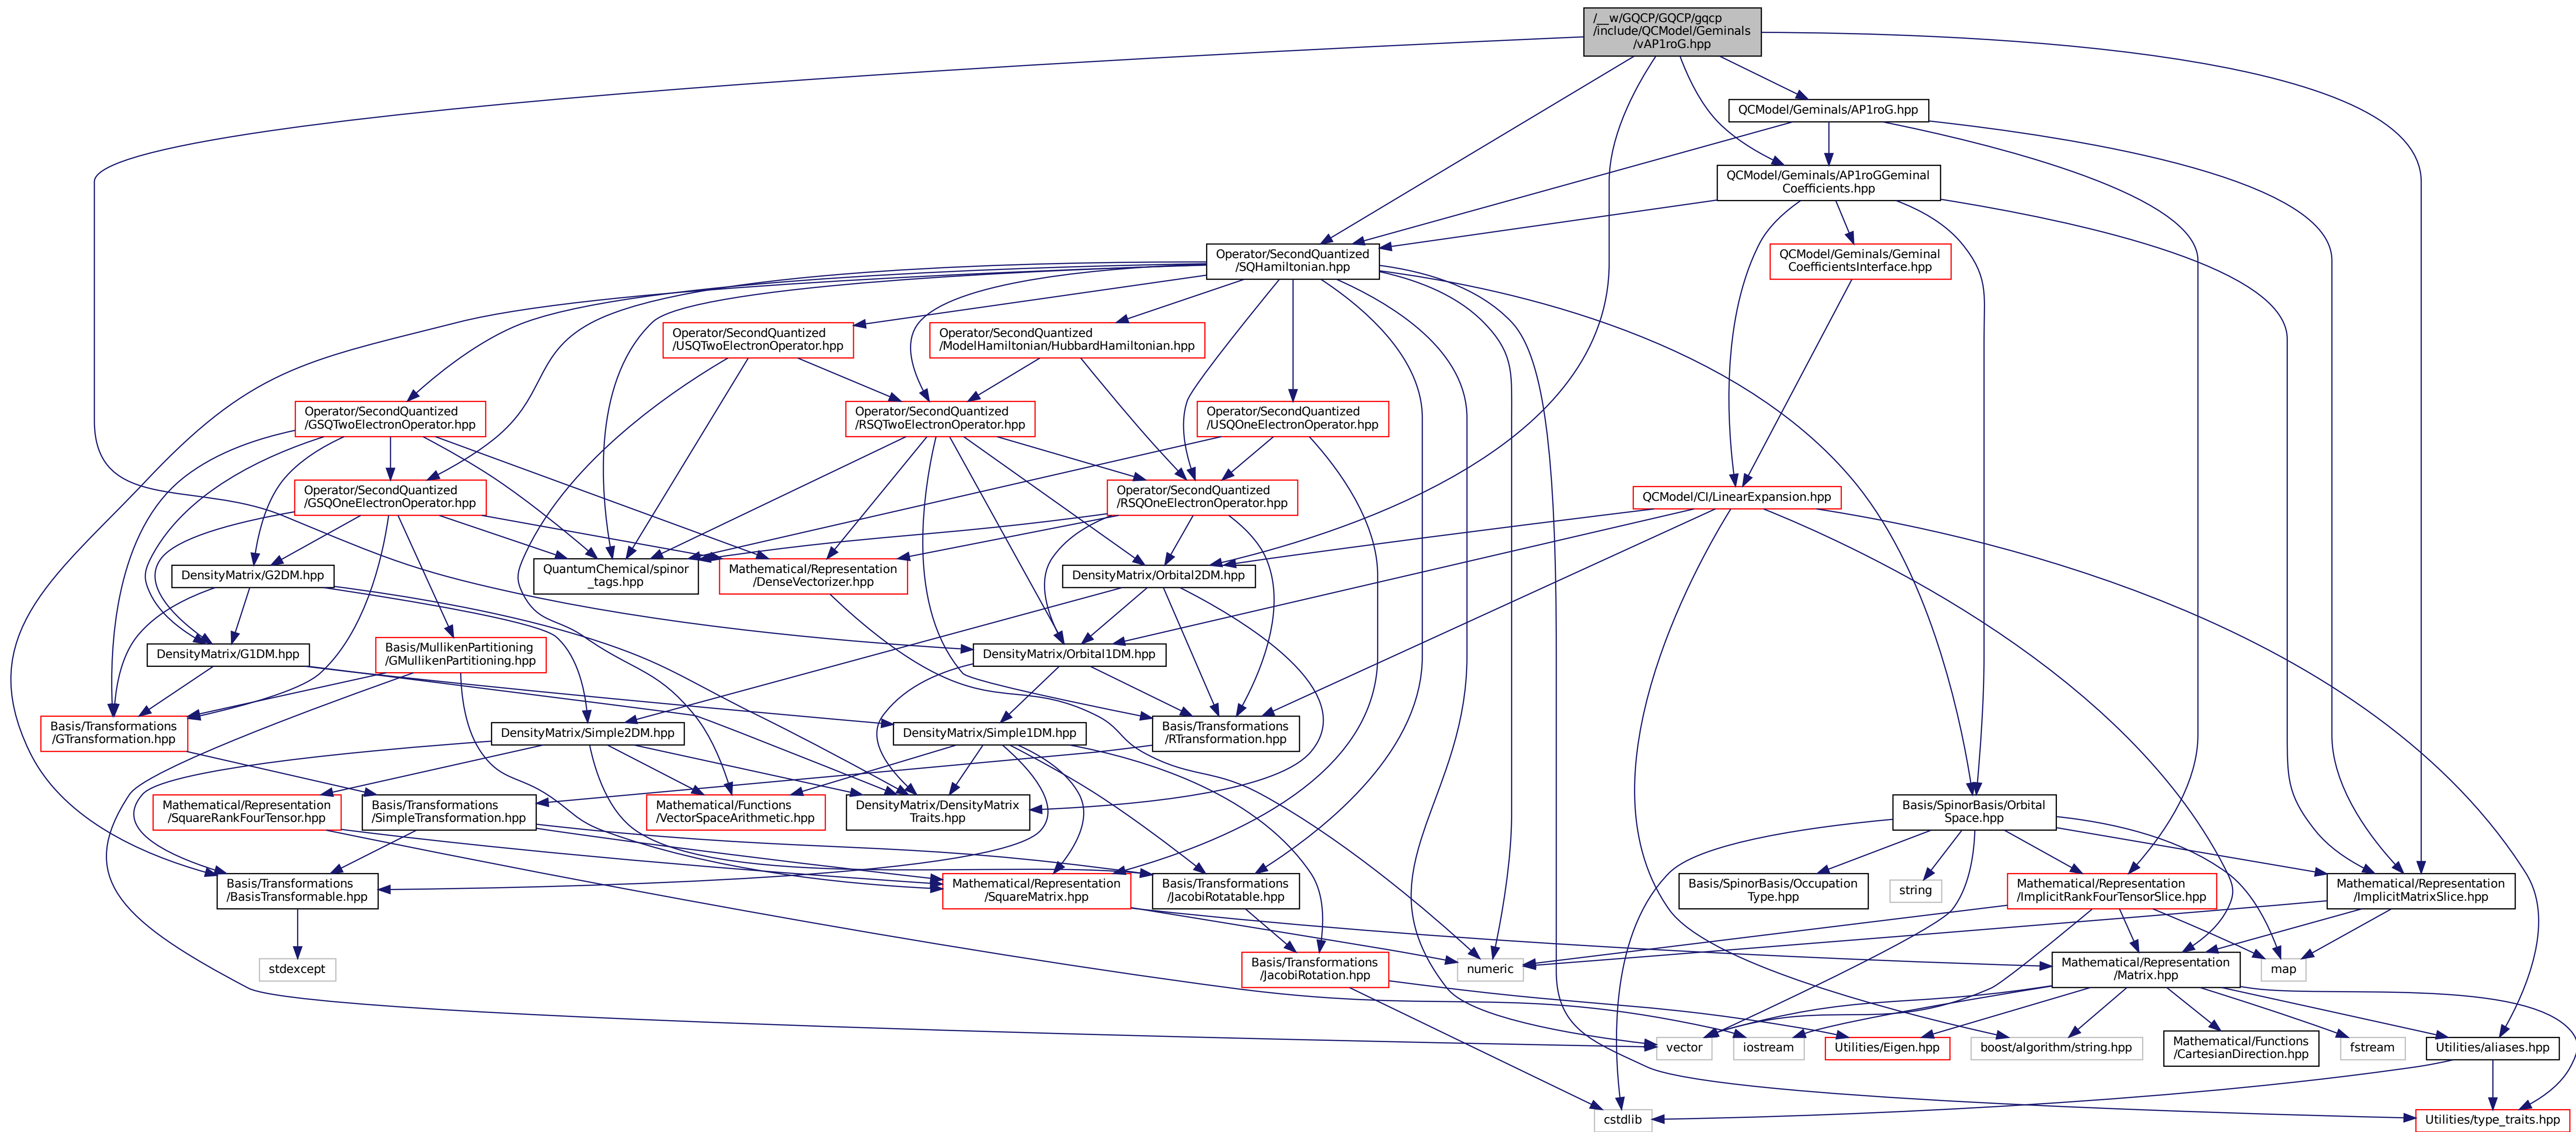 /__w/GQCP/GQCP/gqcp
/include/QCModel/Geminals
/vAP1roG.hpp
QCModel/Geminals/AP1roG.hpp
QCModel/Geminals/AP1roGGeminal
Coefficients.hpp
Operator/SecondQuantized
/SQHamiltonian.hpp
QCModel/Geminals/Geminal
CoefficientsInterface.hpp
Operator/SecondQuantized
/USQTwoElectronOperator.hpp
Operator/SecondQuantized
/ModelHamiltonian/HubbardHamiltonian.hpp
Operator/SecondQuantized
/GSQTwoElectronOperator.hpp
Operator/SecondQuantized
/RSQTwoElectronOperator.hpp
Operator/SecondQuantized
/USQOneElectronOperator.hpp
Operator/SecondQuantized
/GSQOneElectronOperator.hpp
Operator/SecondQuantized
/RSQOneElectronOperator.hpp
QCModel/CI/LinearExpansion.hpp
DensityMatrix/G2DM.hpp
QuantumChemical/spinor
_tags.hpp
Mathematical/Representation
/DenseVectorizer.hpp
DensityMatrix/Orbital2DM.hpp
DensityMatrix/G1DM.hpp
Basis/MullikenPartitioning
/GMullikenPartitioning.hpp
DensityMatrix/Orbital1DM.hpp
Basis/Transformations
/GTransformation.hpp
DensityMatrix/Simple2DM.hpp
DensityMatrix/Simple1DM.hpp
Basis/Transformations
/RTransformation.hpp
Mathematical/Representation
/SquareRankFourTensor.hpp
Basis/Transformations
/SimpleTransformation.hpp
Mathematical/Functions
/VectorSpaceArithmetic.hpp
DensityMatrix/DensityMatrix
Traits.hpp
Basis/SpinorBasis/Orbital
Space.hpp
Basis/Transformations
/BasisTransformable.hpp
Mathematical/Representation
/SquareMatrix.hpp
Basis/Transformations
/JacobiRotatable.hpp
Basis/SpinorBasis/Occupation
Type.hpp
string
Mathematical/Representation
/ImplicitRankFourTensorSlice.hpp
Mathematical/Representation
/ImplicitMatrixSlice.hpp
stdexcept
Basis/Transformations
/JacobiRotation.hpp
numeric
Mathematical/Representation
/Matrix.hpp
map
vector
iostream
Utilities/Eigen.hpp
boost/algorithm/string.hpp
Mathematical/Functions
/CartesianDirection.hpp
fstream
Utilities/aliases.hpp
cstdlib
Utilities/type_traits.hpp